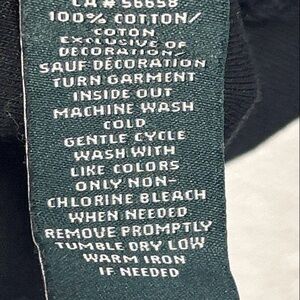 CA # 56658
100% COTTON/
COTON
EXCLUSIVE OF
DECORATION/
SAUF DÉCORATION
TURN GARMENT
INSIDE OUT
MACHINE WASH
COLD
GENTLE CYCLE
WASH WITH
LIKE COLORS
ONLY NON-
CHLORINE BLEACH
WHEN NEEDED
REMOVE PROMPTLY
TUMBLE DRY LOW
WARM IRON
IF NEEDED